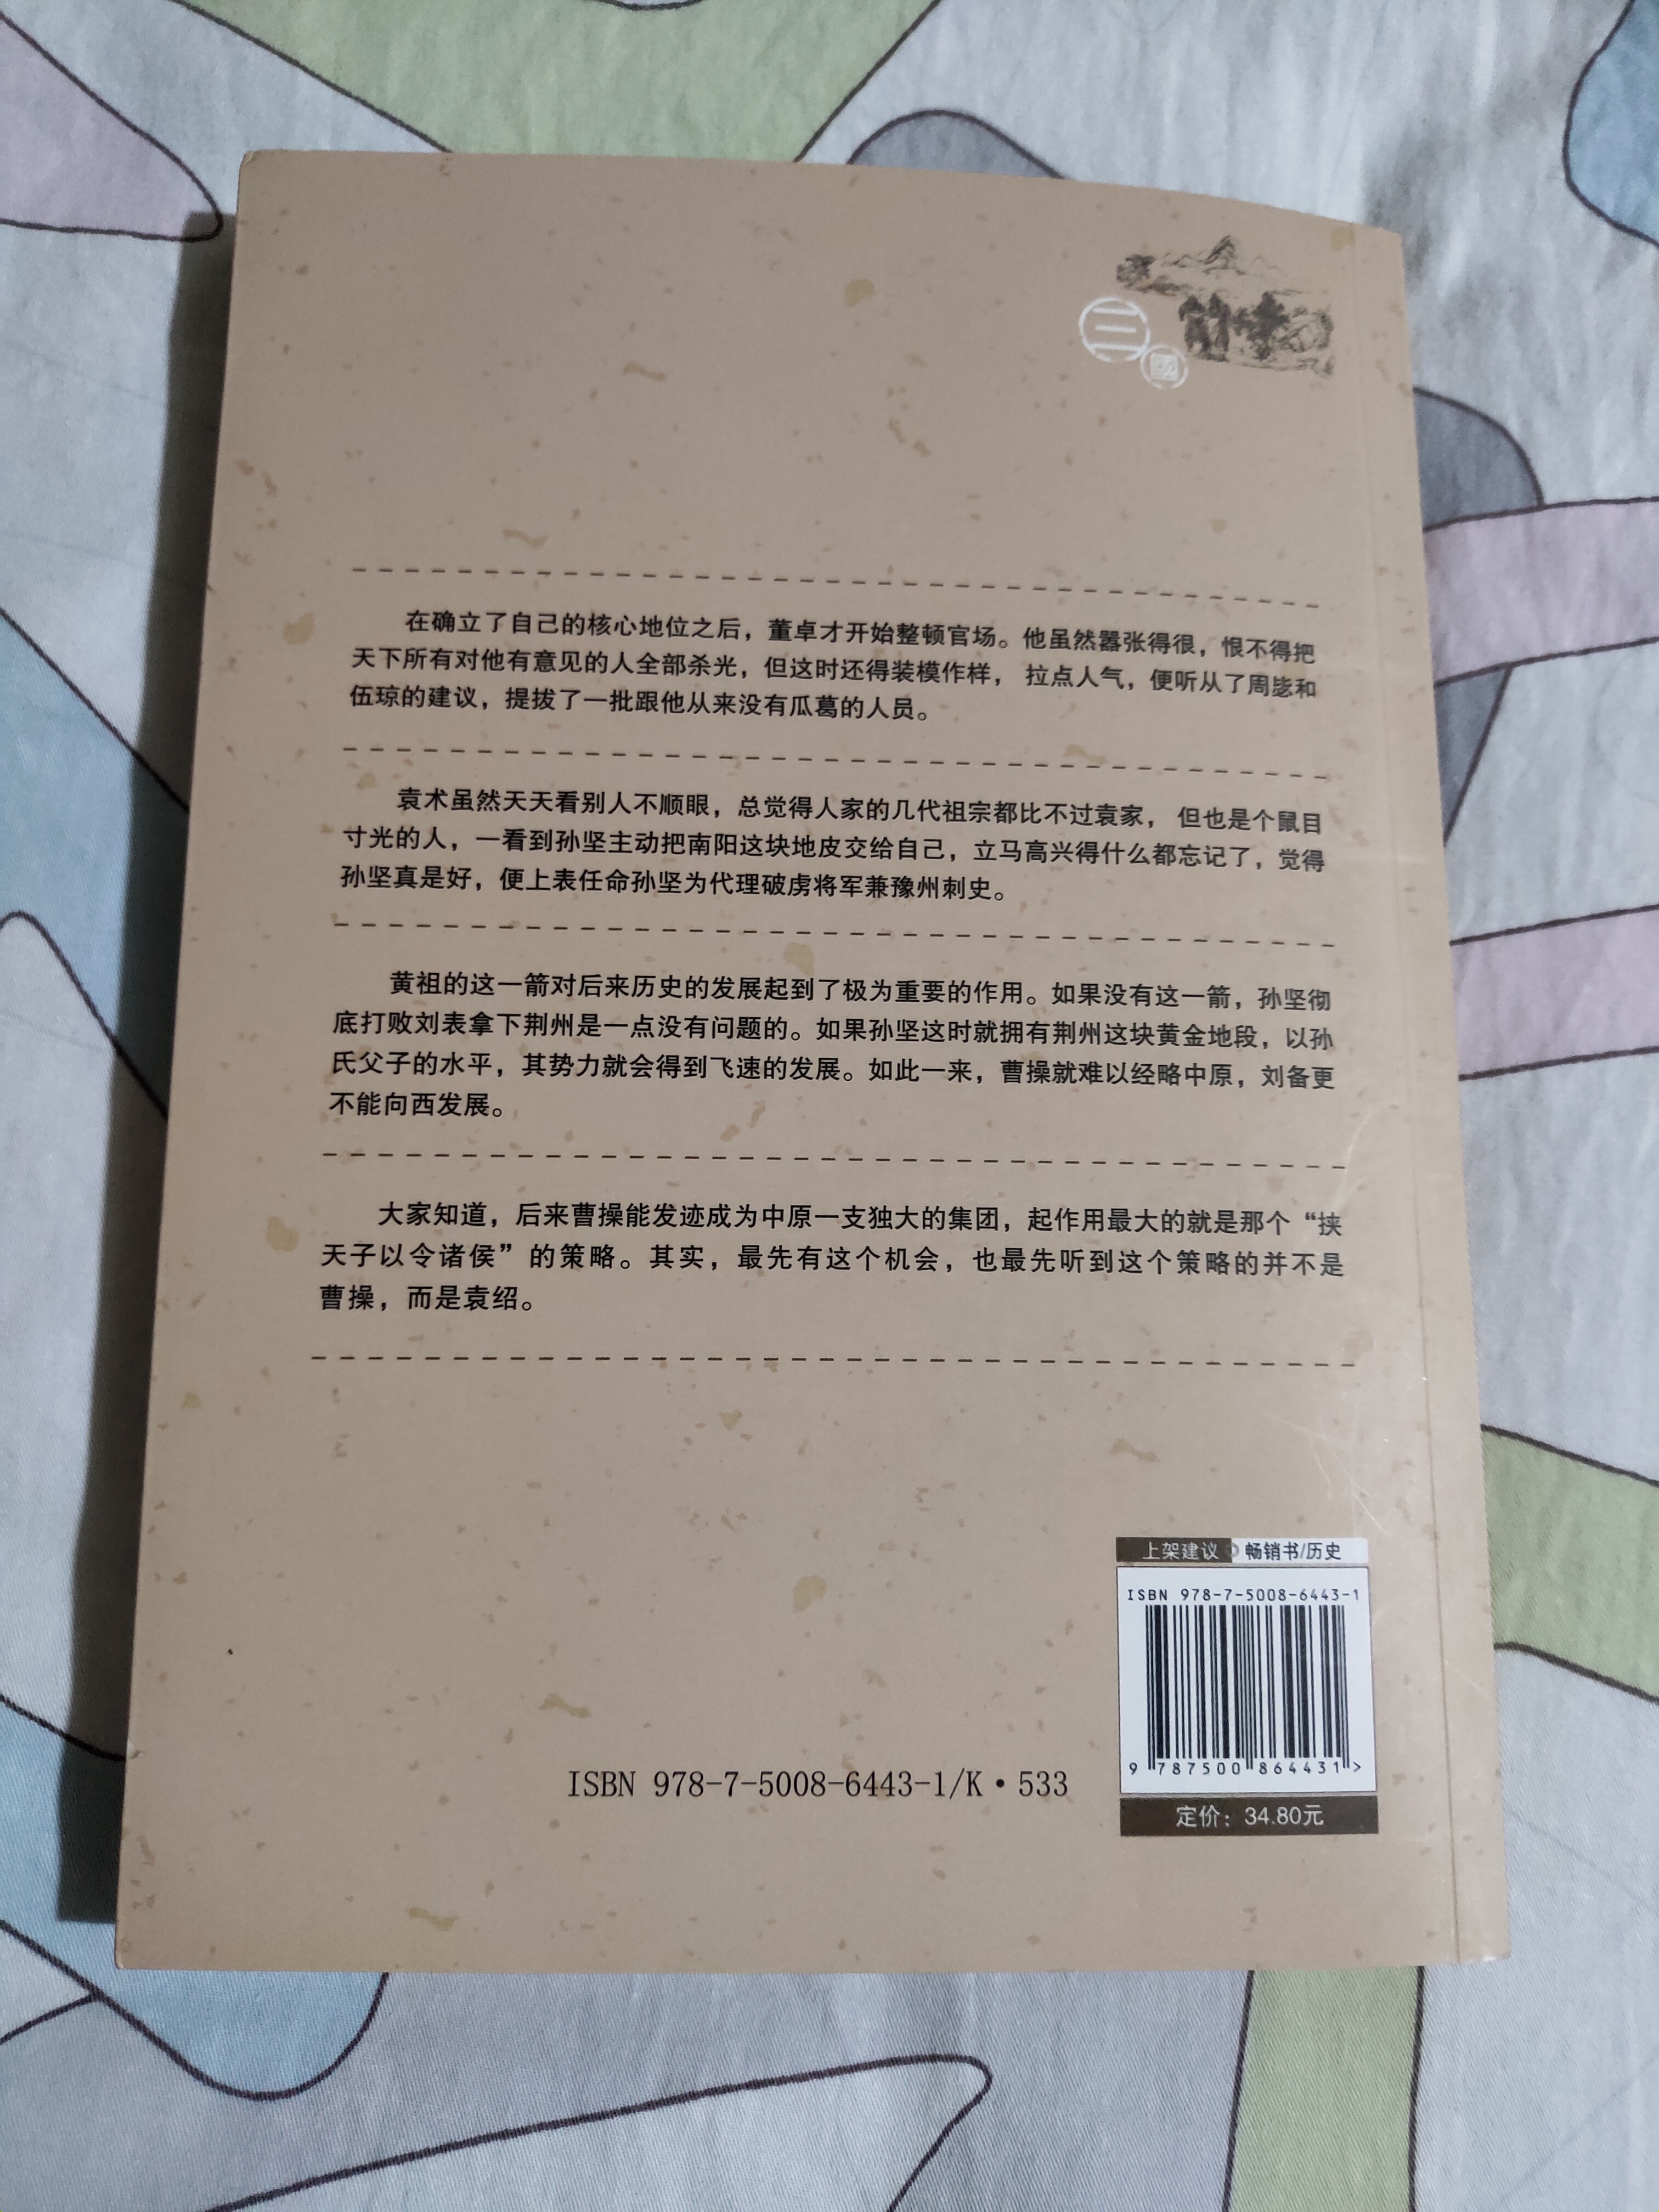 三
國
前传
在确立了自己的核心地位之后，董卓才开始整顿官场。他虽然嚣张得很，恨不得把
天下所有对他有意见的人全部杀光，但这时还得装模作样，拉点人气，便听从了周毖和
伍琼的建议，提拔了一批跟他从来没有瓜葛的人员。
袁术虽然天天看别人不顺眼，总觉得人家的几代祖宗都比不过袁家，但也是个鼠目
寸光的人，一看到孙坚主动把南阳这块地皮交给自己，立马高兴得什么都忘记了，觉得
孙坚真是好，便上表任命孙坚为代理破虏将军兼豫州刺史。
黄祖的这一箭对后来历史的发展起到了极为重要的作用。如果没有这一箭，孙坚彻
底打败刘表拿下荆州是一点没有问题的。如果孙坚这时就拥有荆州这块黄金地段，以孙
氏父子的水平，其势力就会得到飞速的发展。如此一来，曹操就难以经略中原，刘备更
不能向西发展。
大家知道，后来曹操能发迹成为中原一支独大的集团，起作用最大的就是那个“挟
天子以令诸侯”的策略。其实，最先有这个机会，也最先听到这个策略的并不是
曹操，而是袁绍。
上架建议 畅销书/历史
ISBN 978-7-5008-6443-1
9 787500 864431 >
ISBN 978-7-5008-6443-1/K·533
定价：34.80元